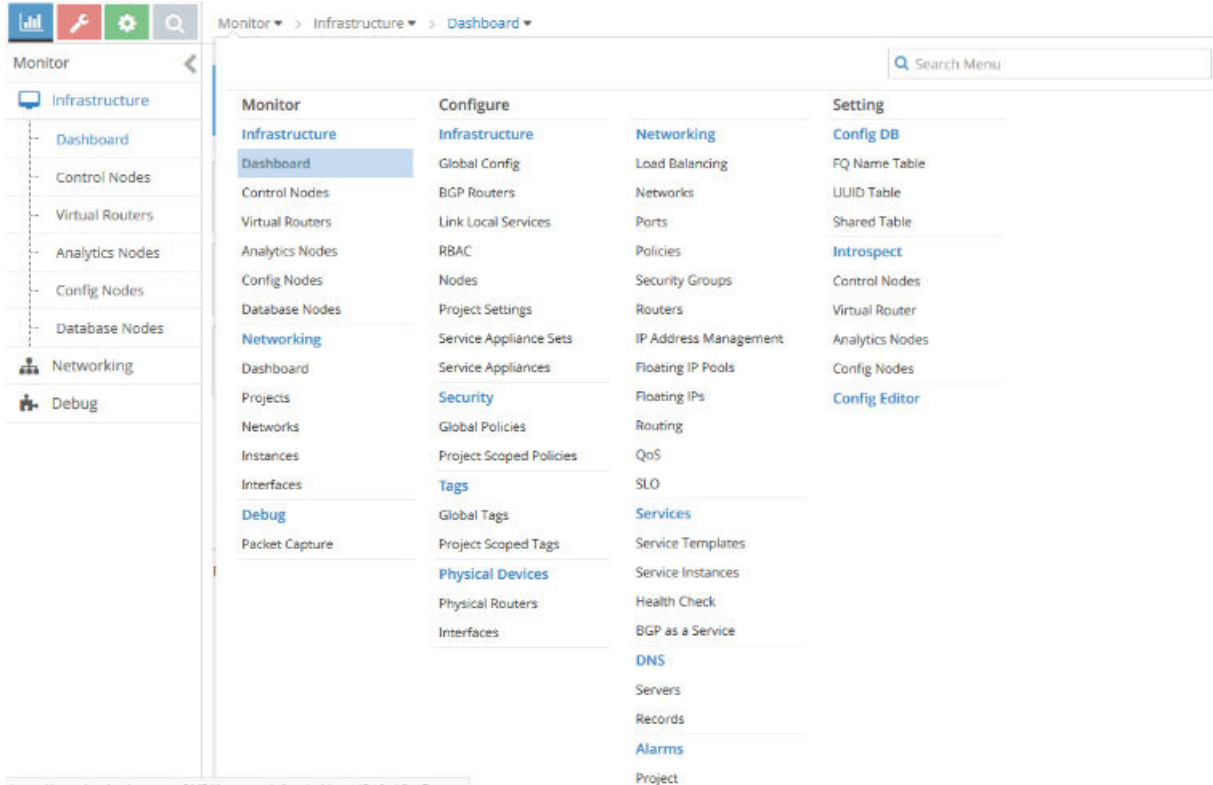 Monitor > Infrastructure > Dashboard
Monitor
Infrastructure
Dashboard
Control Nodes
Virtual Routers
Analytics Nodes
Config Nodes
Database Nodes
Networking
Debug
Search Menu
Monitor
Infrastructure
Dashboard
Control Nodes
Virtual Routers
Analytics Nodes
Config Nodes
Database Nodes
Networking
Dashboard
Projects
Networks
Instances
Interfaces
Debug
Packet Capture
Configure
Infrastructure
Global Config
BGP Routers
Link Local Services
RBAC
Nodes
Project Settings
Service Appliance Sets
Service Appliances
Security
Global Policies
Project Scoped Policies
Tags
Global Tags
Project Scoped Tags
Physical Devices
Physical Routers
Interfaces
Networking
Load Balancing
Networks
Ports
Policies
Security Groups
Routers
IP Address Management
Floating IP Pools
Floating IPs
Routing
QoS
SLO
Services
Service Templates
Service Instances
Health Check
BGP as a Service
DNS
Servers
Records
Alarms
Project
Setting
Config DB
FQ Name Table
UUID Table
Shared Table
Introspect
Control Nodes
Virtual Router
Analytics Nodes
Config Nodes
Config Editor